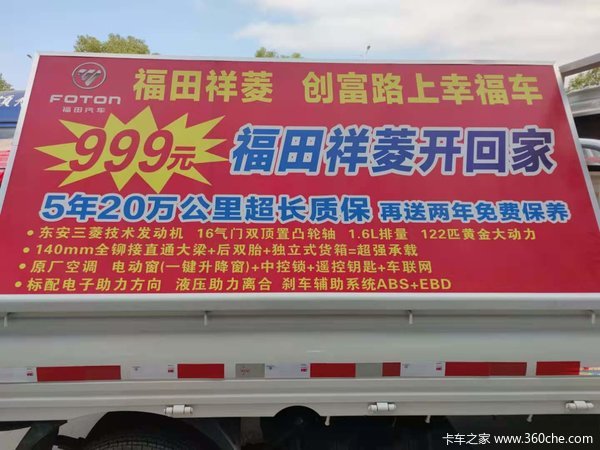 FOTON
福田汽车
福田祥菱 创富路上幸福车
999元
福田祥菱开回家
5年20万公里超长质保 再送两年免费保养
• 东安三菱技术发动机 16气门双顶置凸轮轴 1.6L排量 122匹黄金大动力
• 140mm全铆接直通大梁+后双胎+独立式货箱=超强承载
• 原厂空调 电动窗(一键升降窗)+中控锁+遥控钥匙+车联网
• 标配电子助力方向 液压助力离合 刹车辅助系统ABS+EBD
卡车之家 www.360che.com